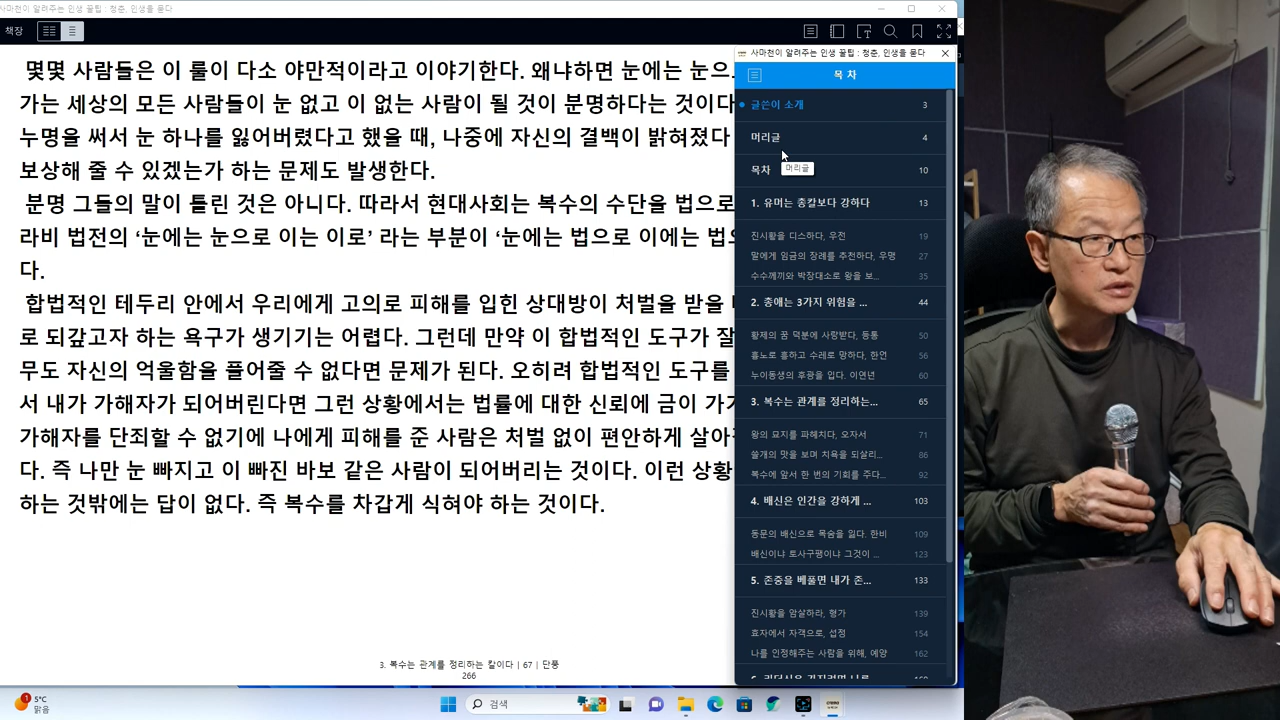 사마천이 알려주는 인생 꿀팁 : 청춘, 인생을 묻다
책장
몇몇 사람들은 이 룰이 다소 야만적이라고 이야기한다. 왜냐하면 눈에는 눈으
가는 세상의 모든 사람들이 눈 없고 이 없는 사람이 될 것이 분명하다는 것이다
누명을 써서 눈 하나를 잃어버렸다고 했을 때, 나중에 자신의 결백이 밝혀졌다
보상해 줄 수 있겠는가 하는 문제도 발생한다.
분명 그들의 말이 틀린 것은 아니다. 따라서 현대사회는 복수의 수단을 법으로
라비 법전의 ‘눈에는 눈으로 이는 이로’ 라는 부분이 ‘눈에는 법으로 이에는 법
다.
합법적인 테두리 안에서 우리에게 고의로 피해를 입힌 상대방이 처벌을 받을
로 되갚고자 하는 욕구가 생기기는 어렵다. 그런데 만약 이 합법적인 도구가 잘
무도 자신의 억울함을 풀어줄 수 없다면 문제가 된다. 오히려 합법적인 도구를
서 내가 가해자가 되어버린다면 그런 상황에서는 법률에 대한 신뢰에 금이 가
가해자를 단죄할 수 없기에 나에게 피해를 준 사람은 처벌 없이 편안하게 살아
다. 즉 나만 눈 빠지고 이 빠진 바보 같은 사람이 되어버리는 것이다. 이런 상황
하는 것밖에는 답이 없다. 즉 복수를 차갑게 식혀야 하는 것이다.
3. 복수는 관계를 정리하는 칼이다 | 67 | 단풍
266
사마천이 알려주는 인생 꿀팁 : 청춘, 인생을 묻다
목 차
글쓴이 소개 3
머리글 4
머리글
목차 10
1. 유머는 총칼보다 강하다 13
진시황을 디스하다, 우전 19
말에게 임금의 장례를 추천하다, 우맹 27
수수께끼와 박장대소로 왕을 보... 35
2. 총애는 3가지 위험을 ... 44
황제의 꿈 덕분에 사랑받다, 등통 50
흉노로 흥하고 수레로 망하다, 한언 56
누이동생의 후광을 입다. 이연년 60
3. 복수는 관계를 정리하는... 65
왕의 묘지를 파헤치다, 오자서 71
쓸개의 맛을 보며 치욕을 되살리... 86
복수에 앞서 한 번의 기회를 주다... 92
4. 배신은 인간을 강하게 ... 103
동문의 배신으로 목숨을 잃다. 한비 109
배신이냐 토사구팽이냐 그것이 ... 123
5. 존중을 베풀면 내가 존... 133
진시황을 암살하라, 형가 139
효자에서 자객으로, 섭정 154
나를 인정해주는 사람을 위해, 예양 162
1
5°C
맑음
검색